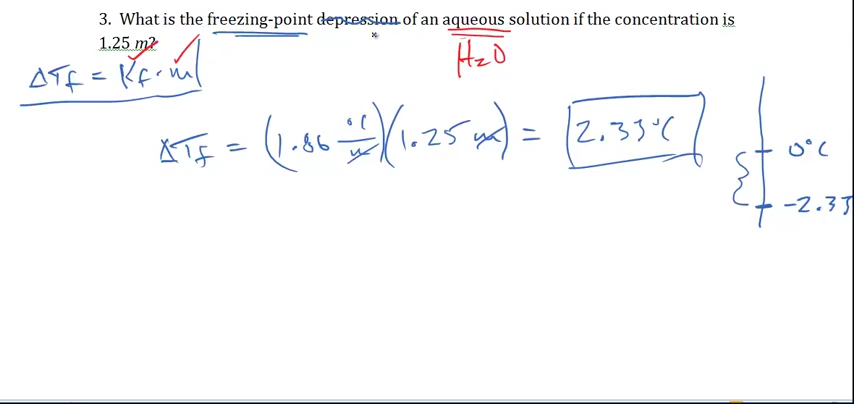 3. What is the freezing-point depression of an aqueous solution if the concentration is
1.25 m?
H2O
ΔTf = Kf · m
ΔTf = (1.86 °C/m)(1.25 m) = 2.33°C
0°C
-2.33